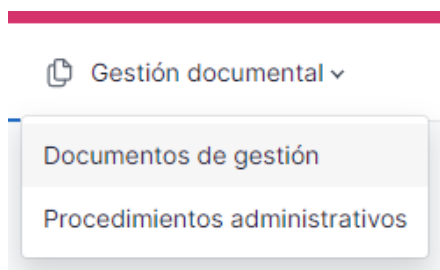 Gestión documental
Documentos de gestión
Procedimientos administrativos